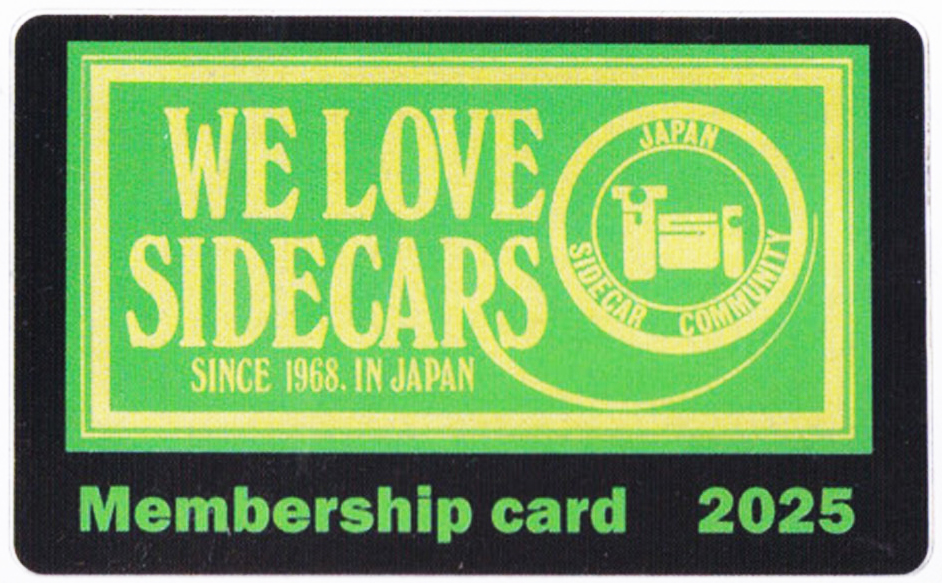 WE LOVE
SIDECARS
SINCE 1968. IN JAPAN
JAPAN
SIDECAR COMMUNITY
Membership card 2025